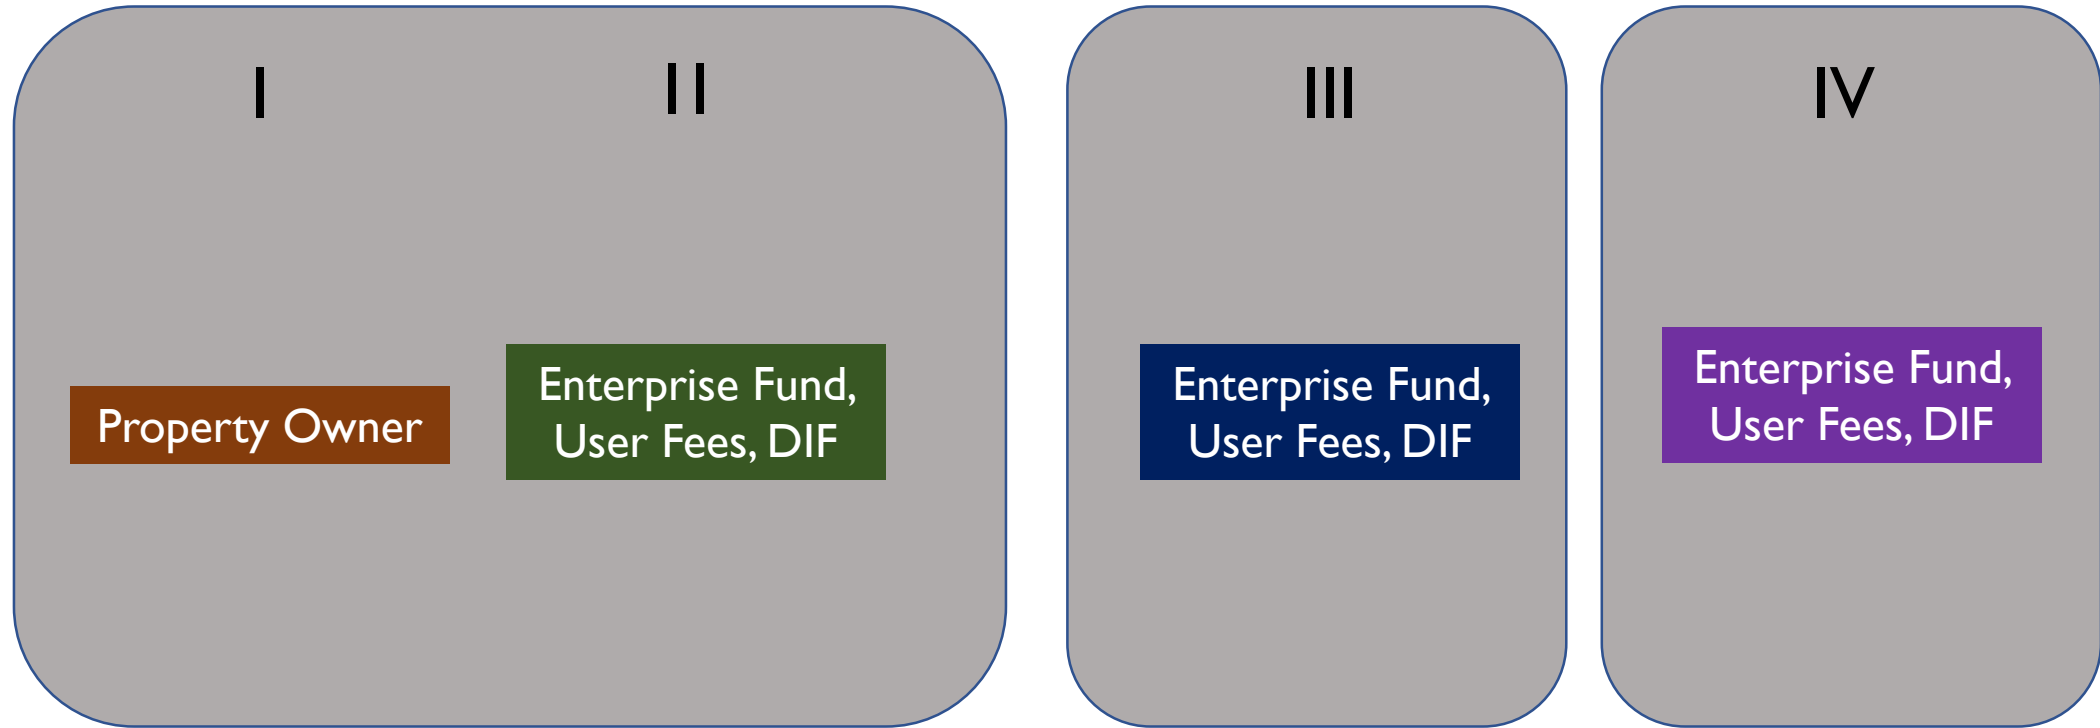 I
II
III
IV
Property Owner
Enterprise Fund,
User Fees, DIF
Enterprise Fund,
User Fees, DIF
Enterprise Fund,
User Fees, DIF